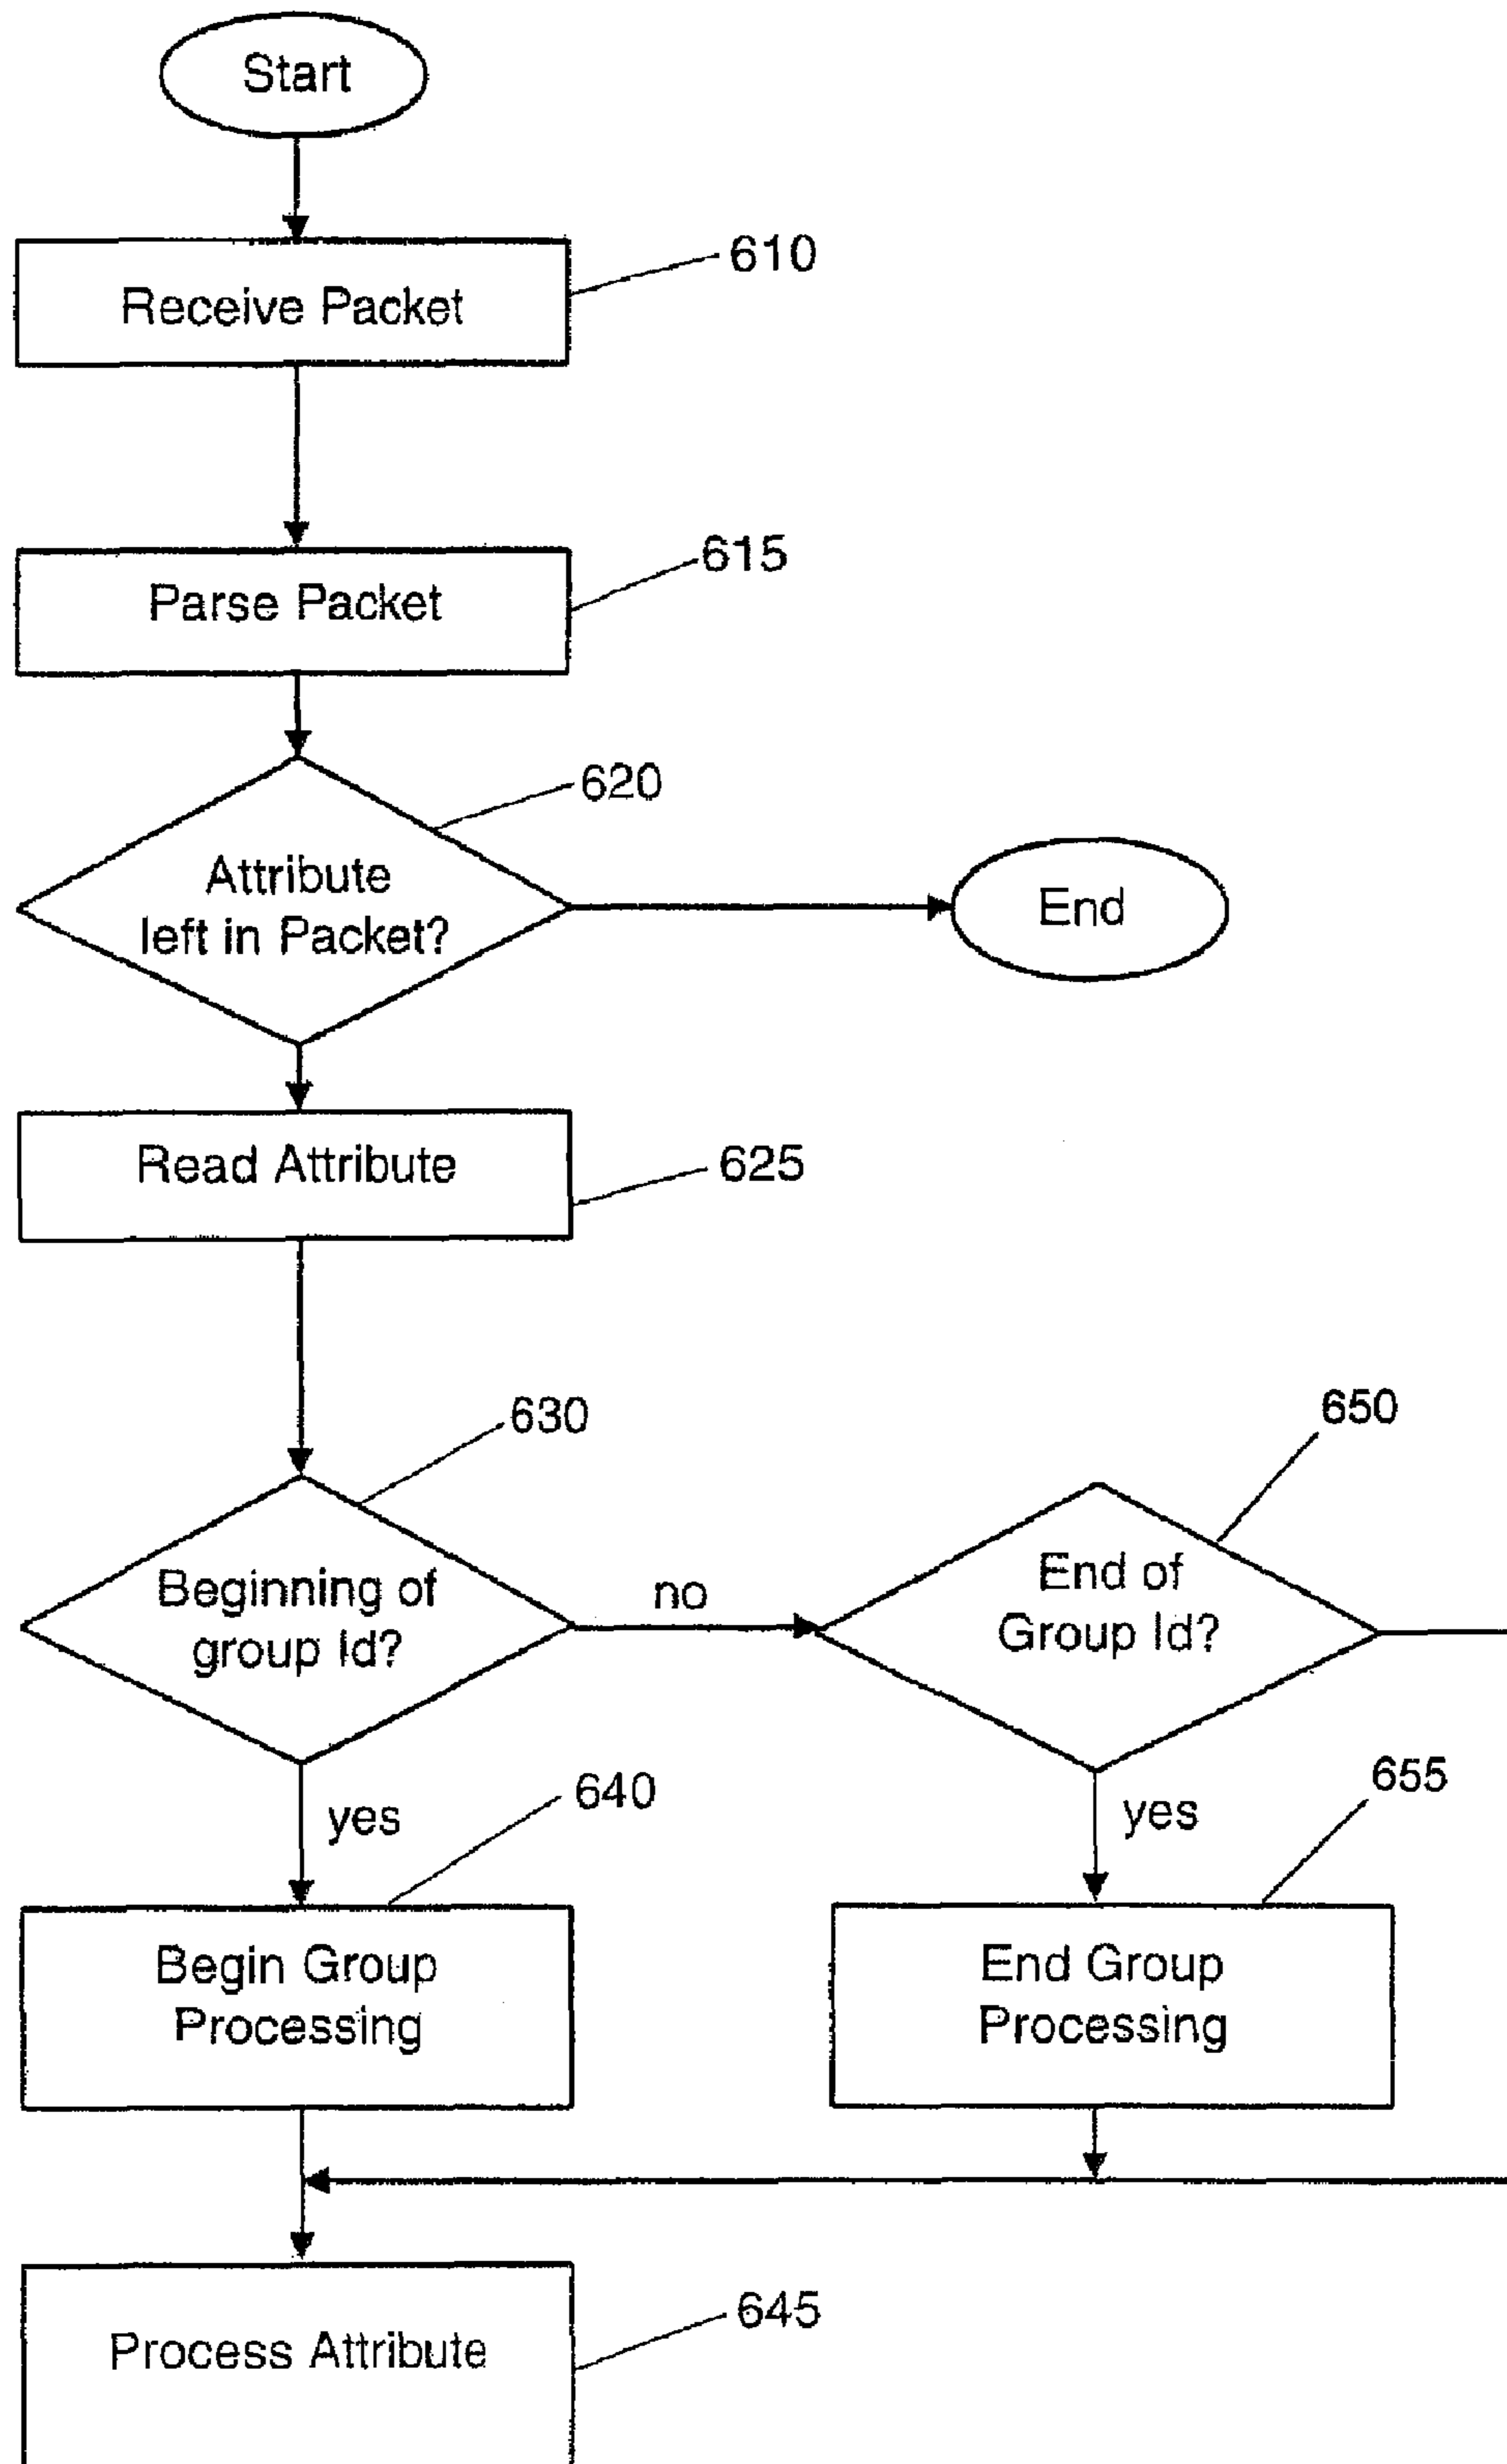 Start
610
Receive Packet
615
Parse Packet
620
Attribute
left in Packet?
End
Read Attribute
625
630
650
Beginning of
group Id?
no
End of
Group Id?
640
yes
655
yes
Begin Group
Processing
End Group
Processing
645
Process Attribute